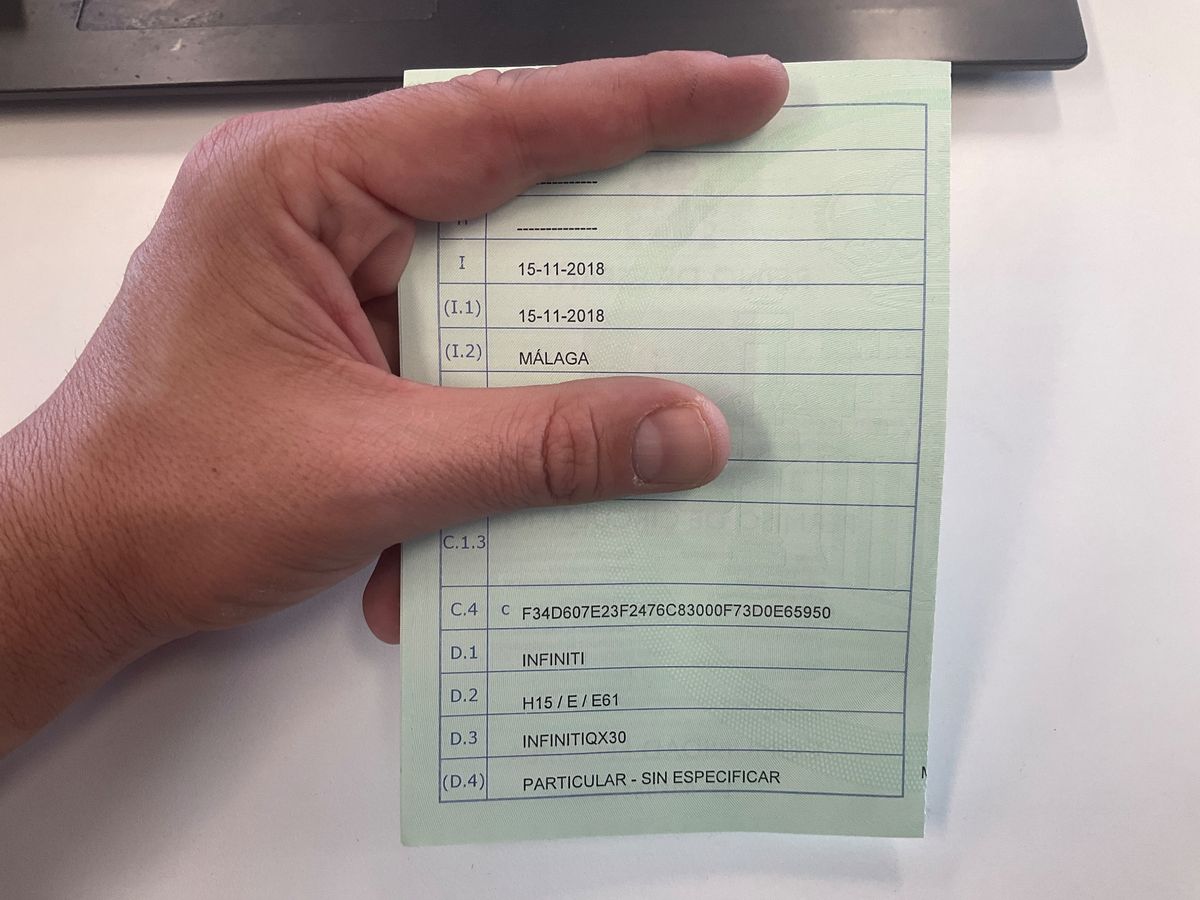 --------------
--------------
I 15-11-2018
(I.1) 15-11-2018
(I.2) MÁLAGA
C.1.3
C.4 c F34D607E23F2476C83000F73D0E65950
D.1 INFINITI
D.2 H15 / E / E61
D.3 INFINITIQX30
(D.4) PARTICULAR - SIN ESPECIFICAR